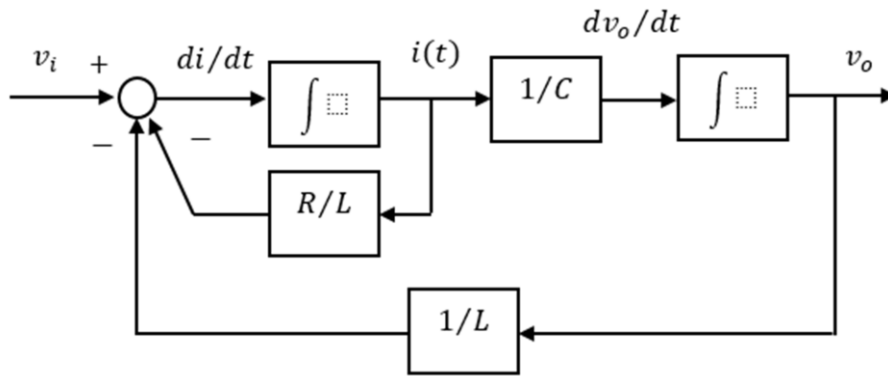 dv_o/dt
v_i + di/dt i(t) v_o
∫⬚ 1/C ∫⬚
− −
R/L
1/L